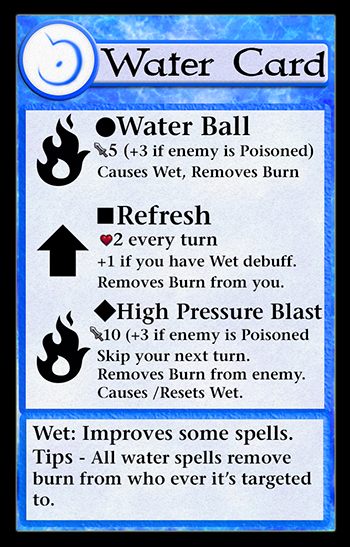 Water Card
Water Ball
5 (+3 if enemy is Poisoned)
Causes Wet, Removes Burn
Refresh
2 every turn
+1 if you have Wet debuff.
Removes Burn from you.
High Pressure Blast
10 (+3 if enemy is Poisoned
Skip your next turn.
Removes Burn from enemy.
Causes /Resets Wet.
Wet: Improves some spells.
Tips - All water spells remove
burn from who ever it's targeted
to.